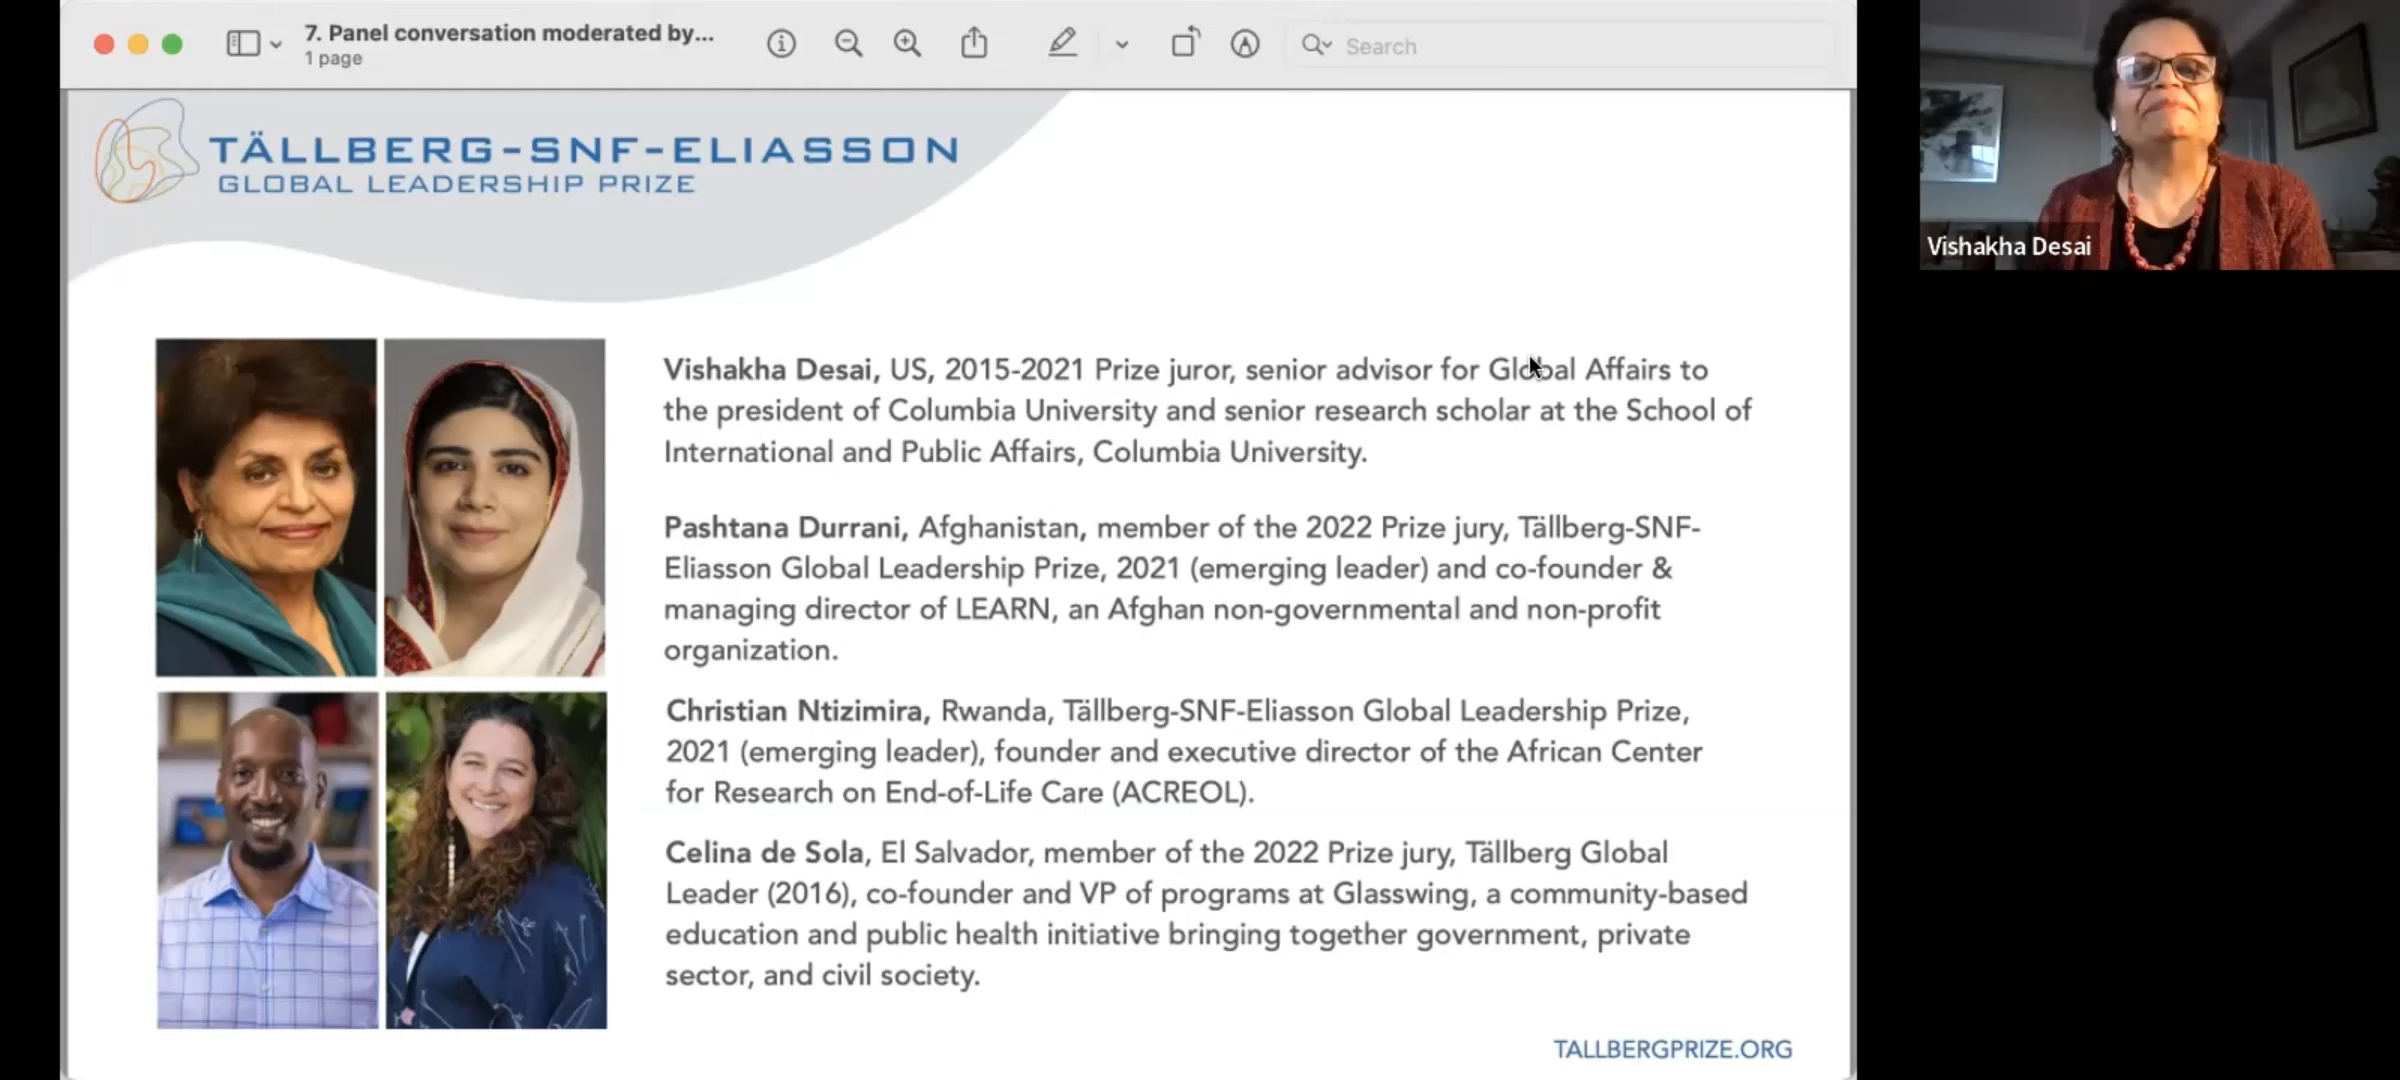 7. Panel conversation moderated by...
1 page
Search
TÄLLBERG-SNF-ELIASSON
GLOBAL LEADERSHIP PRIZE
Vishakha Desai
Vishakha Desai, US, 2015-2021 Prize juror, senior advisor for Global Affairs to
the president of Columbia University and senior research scholar at the School of
International and Public Affairs, Columbia University.
Pashtana Durrani, Afghanistan, member of the 2022 Prize jury, Tällberg-SNF-
Eliasson Global Leadership Prize, 2021 (emerging leader) and co-founder &
managing director of LEARN, an Afghan non-governmental and non-profit
organization.
Christian Ntizimira, Rwanda, Tällberg-SNF-Eliasson Global Leadership Prize,
2021 (emerging leader), founder and executive director of the African Center
for Research on End-of-Life Care (ACREOL).
Celina de Sola, El Salvador, member of the 2022 Prize jury, Tällberg Global
Leader (2016), co-founder and VP of programs at Glasswing, a community-based
education and public health initiative bringing together government, private
sector, and civil society.
TALLBERGPRIZE.ORG